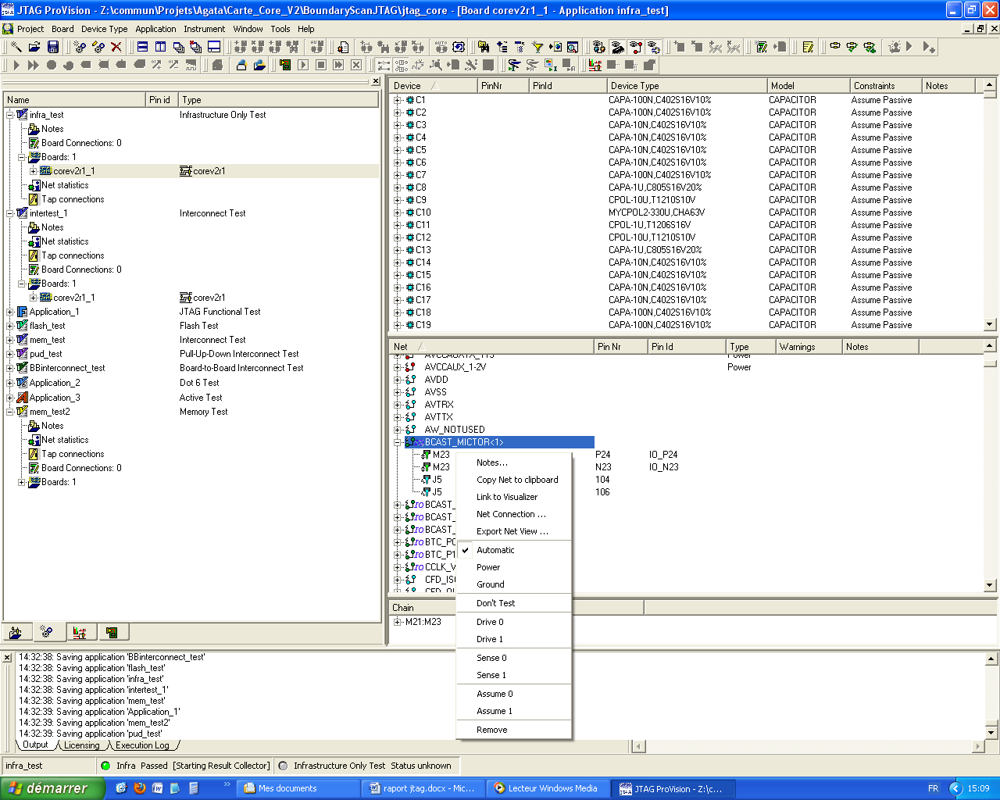 JTAG ProVision - Z:\commun\Projets\Agata\Carte_Core_V2\BoundaryScanJTAG\jtag_core - [Board corev2r1_1 - Application infra_test]
Project Board Device Type Application Instrument Window Tools Help
Name Pin id Type
infra_test Infrastructure Only Test
Notes
Board Connections: 0
Boards: 1
corev2r1_1 corev2r1
Net statistics
Tap connections
intertest_1 Interconnect Test
Notes
Net statistics
Tap connections
Board Connections: 0
Boards: 1
corev2r1_1 corev2r1
Application_1 JTAG Functional Test
flash_test Flash Test
mem_test Interconnect Test
pud_test Pull-Up-Down Interconnect Test
BBinterconnect_test Board-to-Board Interconnect Test
Application_2 Dot 6 Test
Application_3 Active Test
mem_test2 Memory Test
Notes
Net statistics
Tap connections
Board Connections: 0
Boards: 1
Device PinNr PinId Device Type Model Constraints Notes
C1 CAPA-100N,C402S16V10% CAPACITOR Assume Passive
C2 CAPA-100N,C402S16V10% CAPACITOR Assume Passive
C3 CAPA-10N,C402S16V10% CAPACITOR Assume Passive
C4 CAPA-10N,C402S16V10% CAPACITOR Assume Passive
C5 CAPA-10N,C402S16V10% CAPACITOR Assume Passive
C6 CAPA-10N,C402S16V10% CAPACITOR Assume Passive
C7 CAPA-100N,C402S16V10% CAPACITOR Assume Passive
C8 CAPA-1U,C805S16V20% CAPACITOR Assume Passive
C9 CPOL-10U,T1210S10V CAPACITOR Assume Passive
C10 MYCPOL2-330U,CHA63V CAPACITOR Assume Passive
C11 CPOL-1U,T1206S16V CAPACITOR Assume Passive
C12 CPOL-10U,T1210S10V CAPACITOR Assume Passive
C13 CAPA-1U,C805S16V20% CAPACITOR Assume Passive
C14 CAPA-10N,C402S16V10% CAPACITOR Assume Passive
C15 CAPA-10N,C402S16V10% CAPACITOR Assume Passive
C16 CAPA-10N,C402S16V10% CAPACITOR Assume Passive
C17 CAPA-10N,C402S16V10% CAPACITOR Assume Passive
C18 CAPA-100N,C402S16V10% CAPACITOR Assume Passive
C19 CAPA-100N,C402S16V10% CAPACITOR Assume Passive
Net Pin Nr Pin Id Type Warnings Notes
Power
AVCCAUX_1-2V Power
AVDD
AVSS
AVTRX
AVTTX
AW_NOTUSED
BCAST_MICTOR<1>
M23 P24 IO_P24
M23 N23 IO_N23
J5 104
J5 106
IO BCAST_
IO BCAST_
IO BCAST_
IO BTC_PO
IO BTC_P1
IO CCLK_V
CFD_IS
Notes...
Copy Net to clipboard
Link to Visualizer
Net Connection ...
Export Net View ...
Automatic
Power
Ground
Don't Test
Drive 0
Drive 1
Sense 0
Sense 1
Assume 0
Assume 1
Remove
Chain
M21:M23
14:32:38: Saving application 'BBinterconnect_test'
14:32:38: Saving application 'flash_test'
14:32:38: Saving application 'infra_test'
14:32:38: Saving application 'intertest_1'
14:32:38: Saving application 'mem_test'
14:32:39: Saving application 'Application_1'
14:32:39: Saving application 'mem_test2'
14:32:39: Saving application 'pud_test'
Output Licensing Execution Log
infra_test Infra Passed [Starting Result Collector] Infrastructure Only Test Status unknown
démarrer Mes documents raport jtag.docx - Mic... Lecteur Windows Media JTAG ProVision - Z:\c... FR 15:09